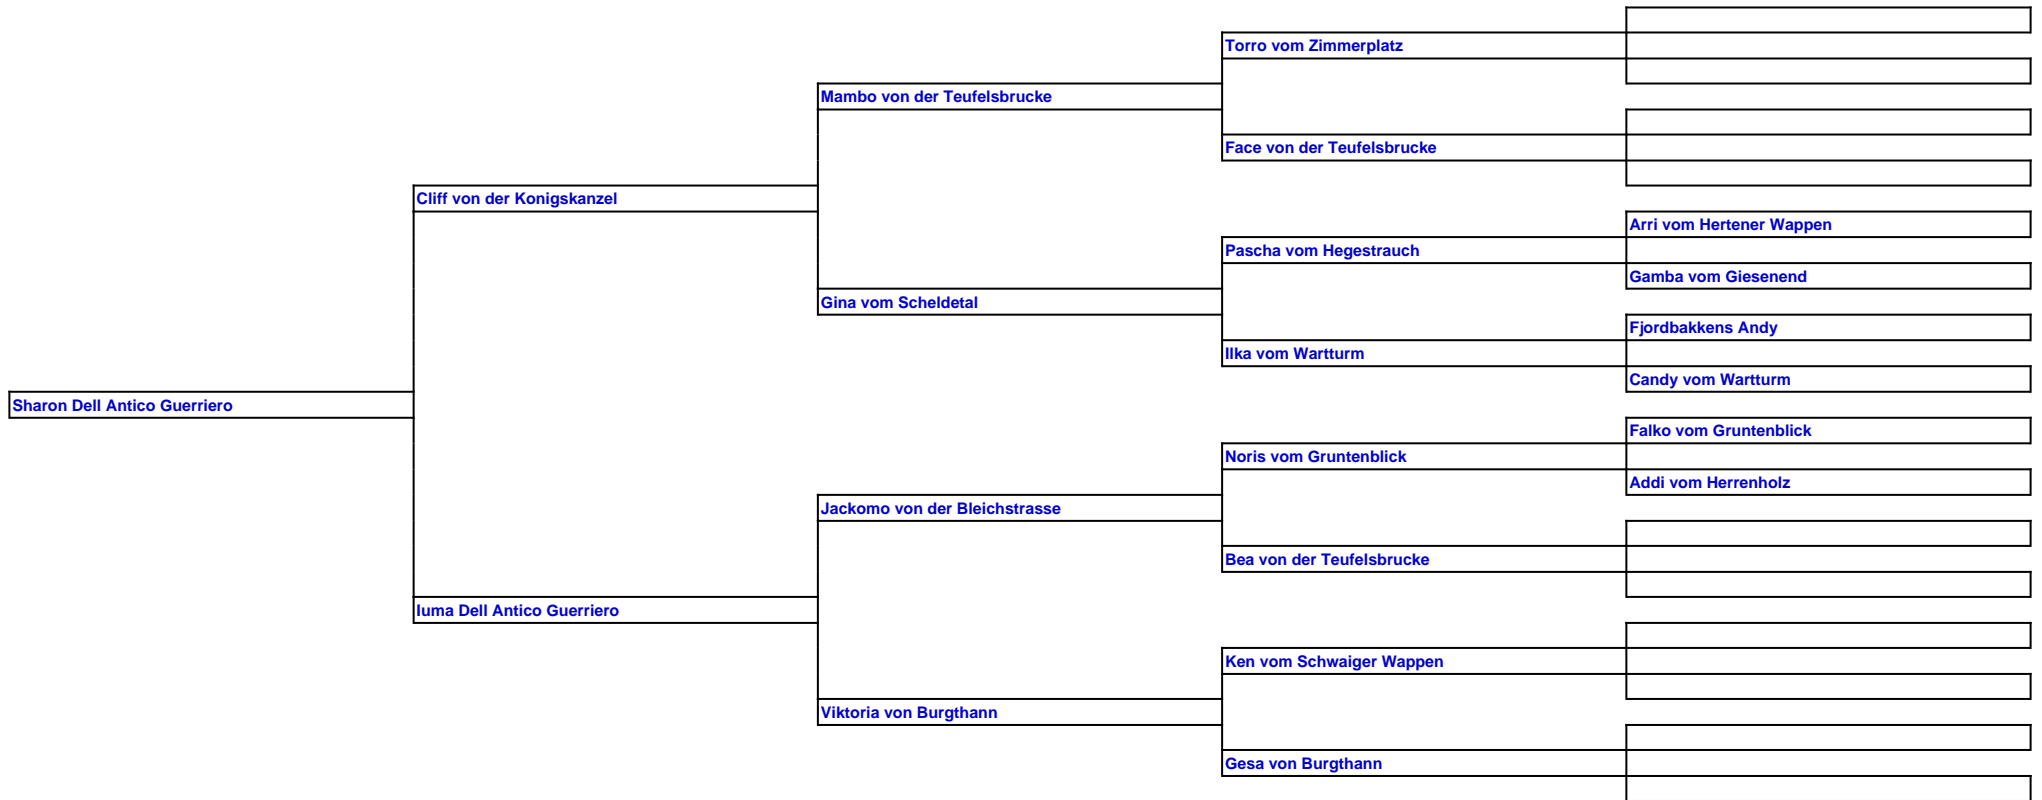 Torro vom Zimmerplatz
Mambo von der Teufelsbrucke
Face von der Teufelsbrucke
Cliff von der Konigskanzel
Arri vom Hertener Wappen
Pascha vom Hegestrauch
Gamba vom Giesenend
Gina vom Scheldetal
Fjordbakkens Andy
Ilka vom Wartturm
Candy vom Wartturm
Sharon Dell Antico Guerriero
Falko vom Gruntenblick
Noris vom Gruntenblick
Addi vom Herrenholz
Jackomo von der Bleichstrasse
Bea von der Teufelsbrucke
Iuma Dell Antico Guerriero
Ken vom Schwaiger Wappen
Viktoria von Burgthann
Gesa von Burgthann